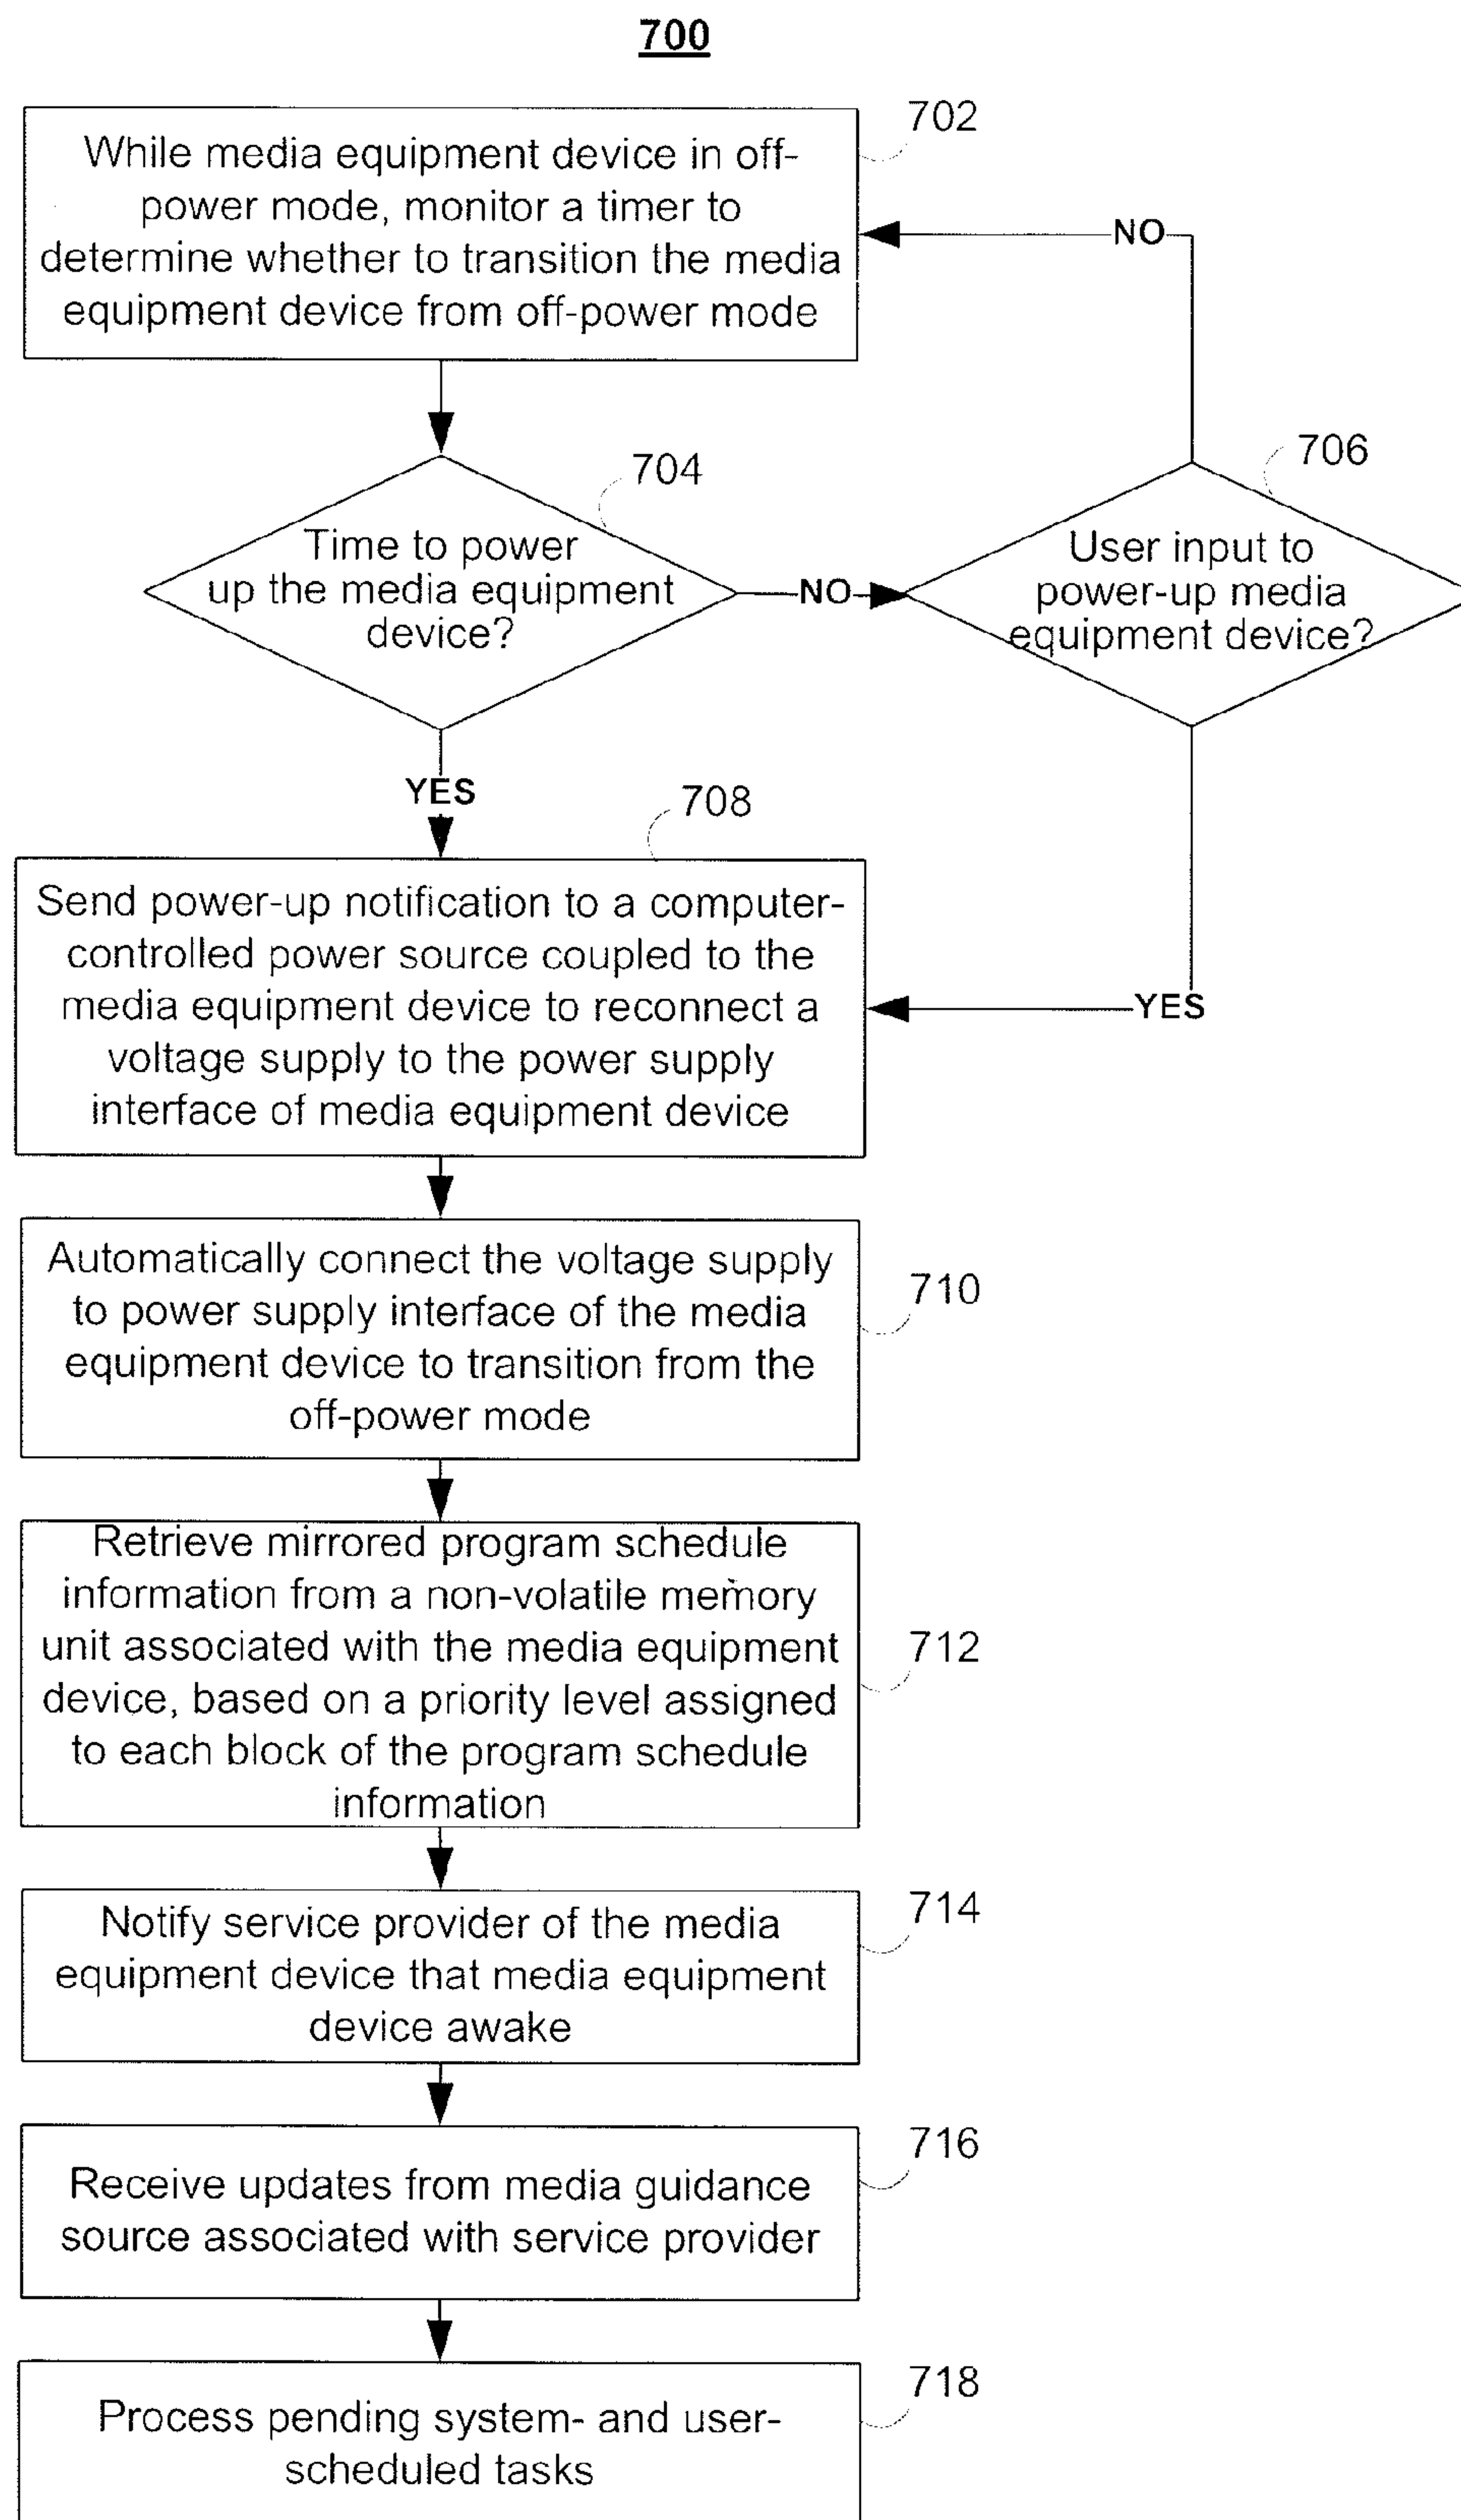 700
702
While media equipment device in off-
power mode, monitor a timer to
determine whether to transition the media
equipment device from off-power mode
NO
704
706
Time to power
up the media equipment
device?
NO
User input to
power-up media
equipment device?
YES
708
Send power-up notification to a computer-
controlled power source coupled to the
media equipment device to reconnect a
voltage supply to the power supply
interface of media equipment device
YES
Automatically connect the voltage supply
to power supply interface of the media
equipment device to transition from the
off-power mode
710
Retrieve mirrored program schedule
information from a non-volatile memory
unit associated with the media equipment
device, based on a priority level assigned
to each block of the program schedule
information
712
Notify service provider of the media
equipment device that media equipment
device awake
714
Receive updates from media guidance
source associated with service provider
716
Process pending system- and user-
scheduled tasks
718